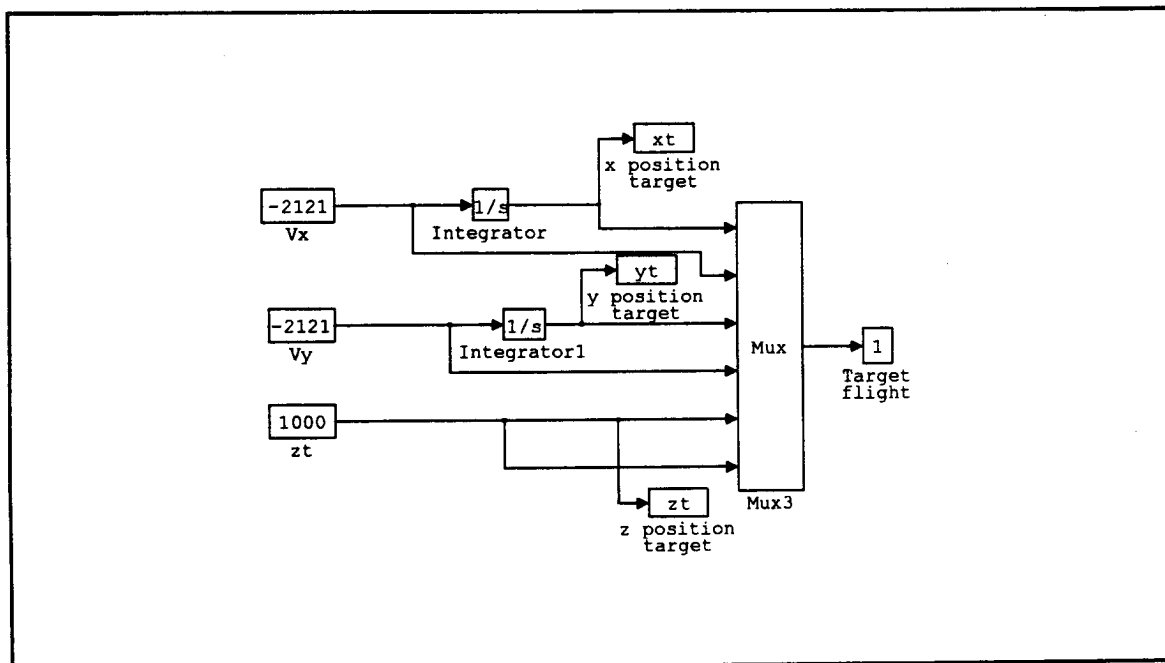 xt
x position
target
-2121
Vx
1/s
Integrator
yt
y position
target
-2121
Vy
1/s
Integrator1
Mux
1
Target
flight
1000
zt
Mux3
zt
z position
target